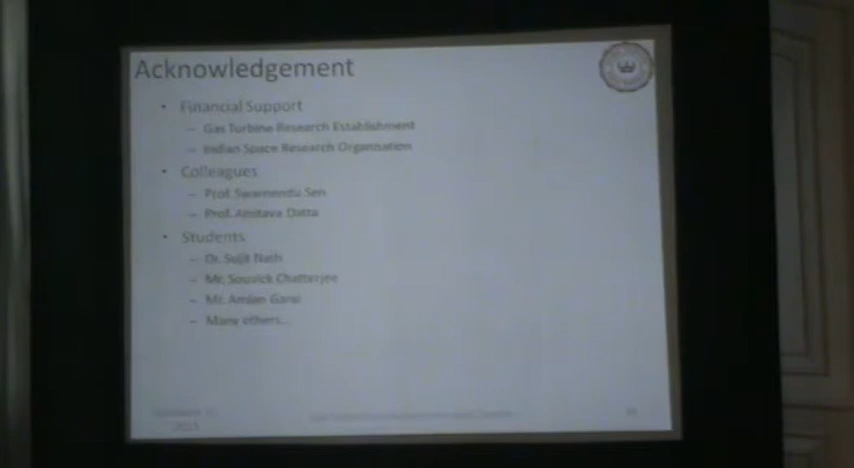 Acknowledgement
• Financial Support
– Gas Turbine Research Establishment
– Indian Space Research Organisation
• Colleagues
– Prof. Swarnendu Sen
– Prof. Amitava Datta
• Students
– Dr. Sujit Nath
– Mr. Souvick Chatterjee
– Mr. Amlan Garai
– Many others...